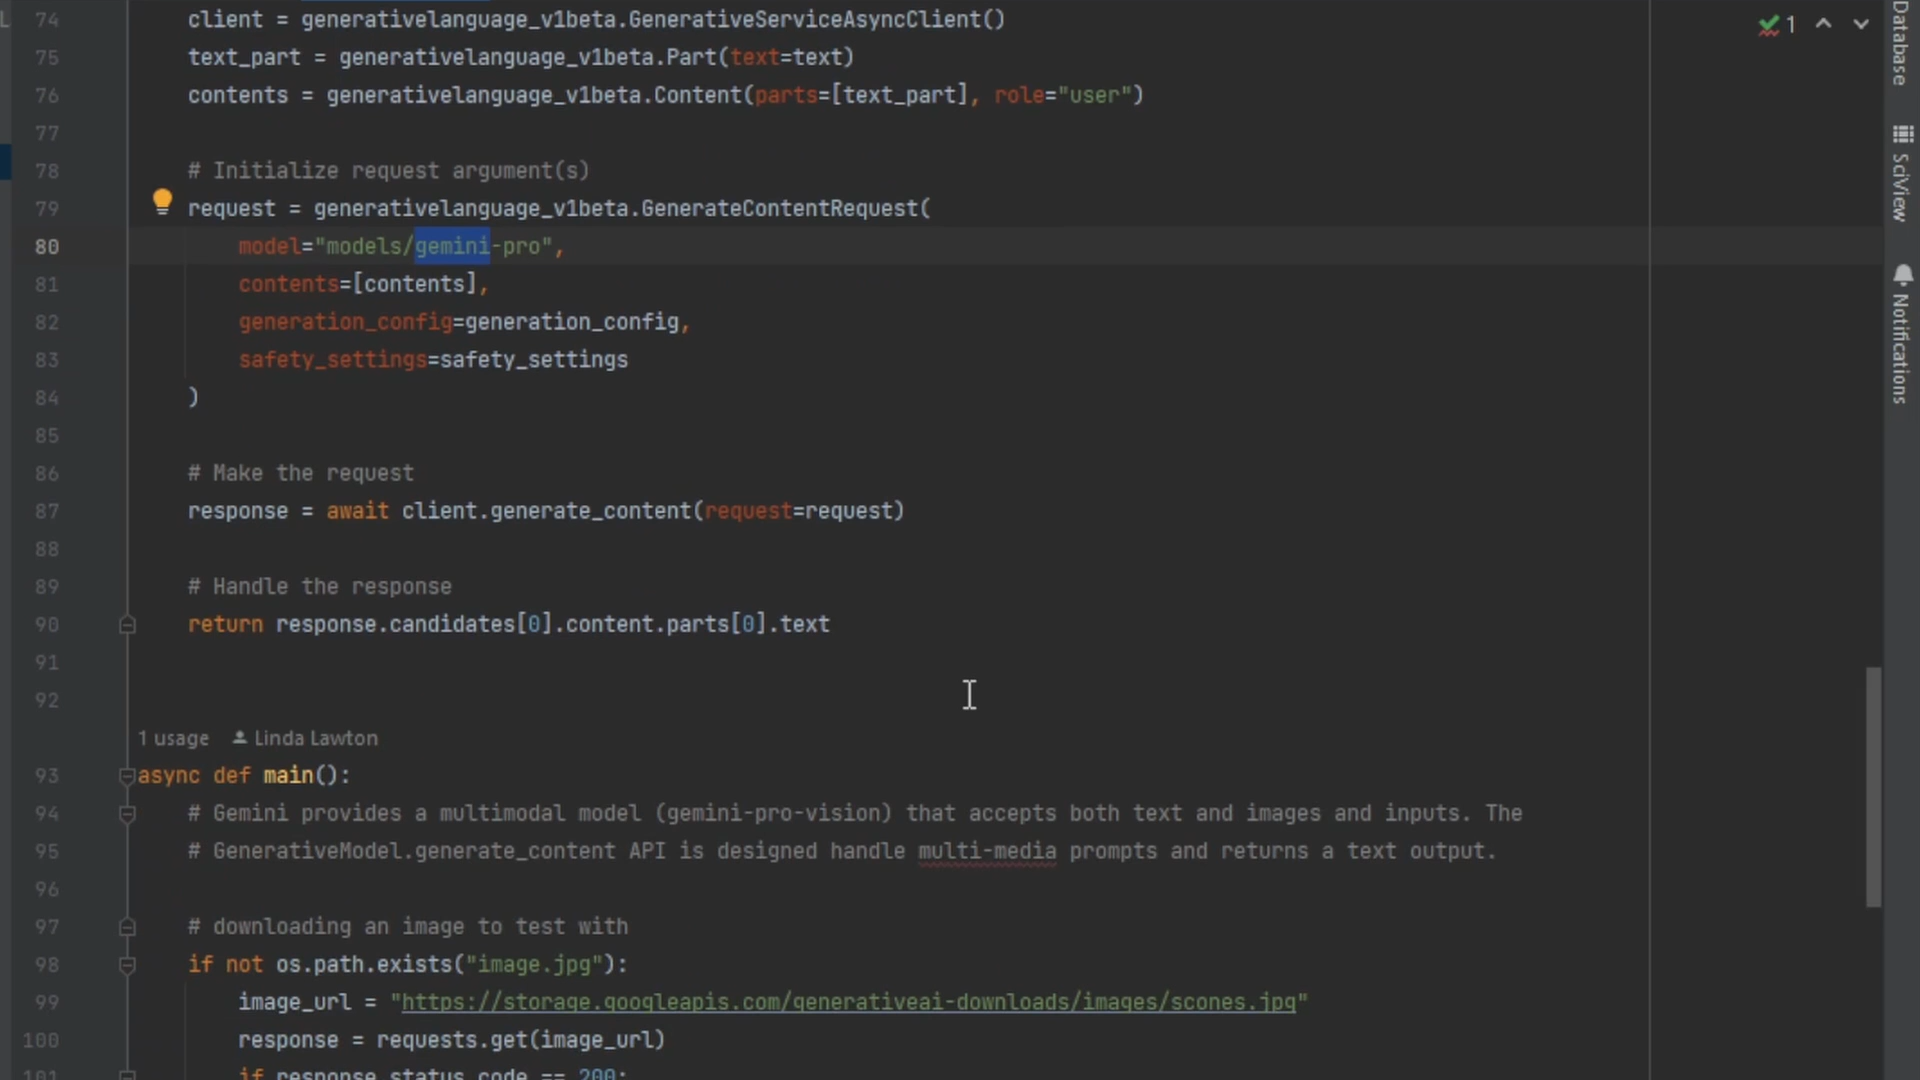 74 client = generativelanguage_v1beta.GenerativeServiceAsyncClient()
75 text_part = generativelanguage_v1beta.Part(text=text)
76 contents = generativelanguage_v1beta.Content(parts=[text_part], role="user")
77
78 # Initialize request argument(s)
79 request = generativelanguage_v1beta.GenerateContentRequest(
80 model="models/gemini-pro",
81 contents=[contents],
82 generation_config=generation_config,
83 safety_settings=safety_settings
84 )
85
86 # Make the request
87 response = await client.generate_content(request=request)
88
89 # Handle the response
90 return response.candidates[0].content.parts[0].text
91
92
1 usage Linda Lawton
93 async def main():
94 # Gemini provides a multimodal model (gemini-pro-vision) that accepts both text and images and inputs. The
95 # GenerativeModel.generate_content API is designed handle multi-media prompts and returns a text output.
96
97 # downloading an image to test with
98 if not os.path.exists("image.jpg"):
99 image_url = "https://storage.googleapis.com/generativeai-downloads/images/scones.jpg"
100 response = requests.get(image_url)
101 if response.status_code == 200:
1
Database
SciView
Notifications